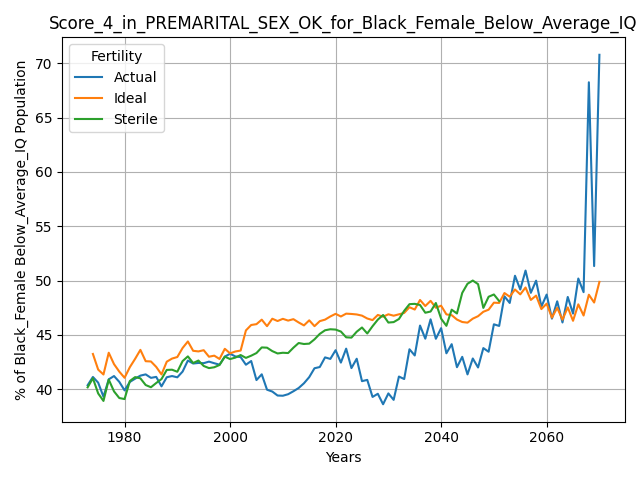 Score_4_in_PREMARITAL_SEX_OK_for_Black_Female_Below_Average_IQ
Fertility
Actual
Ideal
Sterile
% of Black_Female Below_Average_IQ Population
70
65
60
55
50
45
40
1980
2000
2020
2040
2060
Years